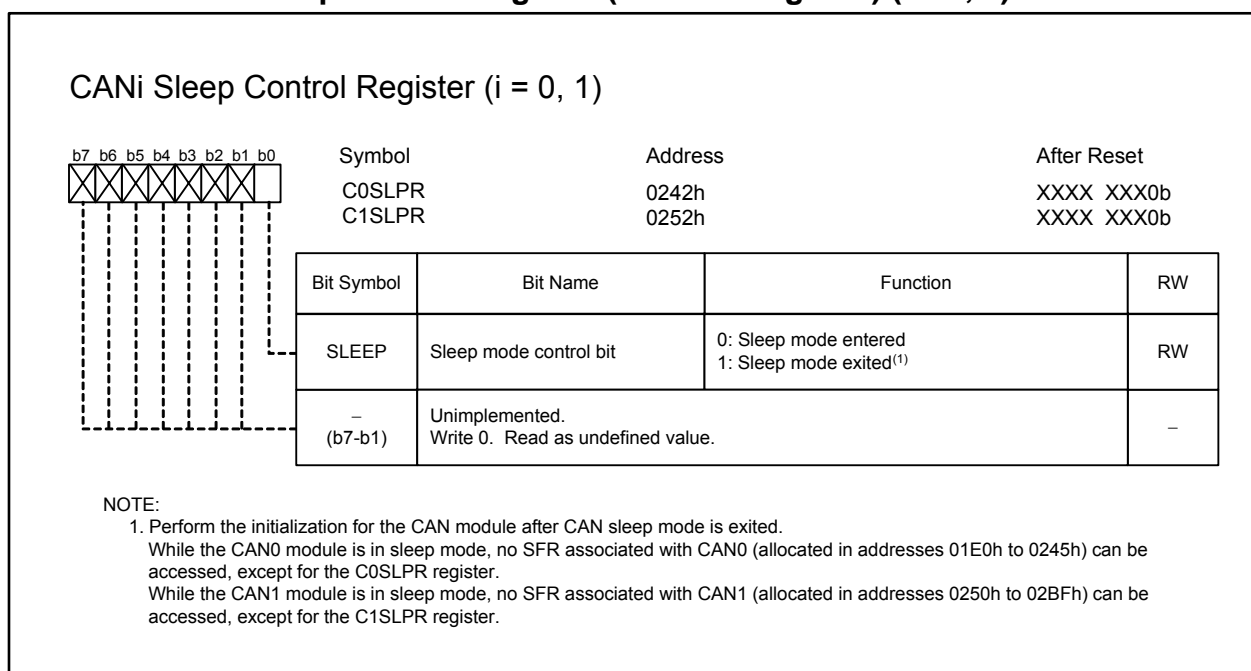 CANi Sleep Control Register (i = 0, 1)
b7 b6 b5 b4 b3 b2 b1 b0
Symbol Address After Reset
C0SLPR 0242h XXXX XXX0b
C1SLPR 0252h XXXX XXX0b
Bit Symbol Bit Name Function RW
SLEEP Sleep mode control bit 0: Sleep mode entered
1: Sleep mode exited(1) RW
–
(b7-b1) Unimplemented.
Write 0. Read as undefined value. –
NOTE:
1. Perform the initialization for the CAN module after CAN sleep mode is exited.
While the CAN0 module is in sleep mode, no SFR associated with CAN0 (allocated in addresses 01E0h to 0245h) can be
accessed, except for the C0SLPR register.
While the CAN1 module is in sleep mode, no SFR associated with CAN1 (allocated in addresses 0250h to 02BFh) can be
accessed, except for the C1SLPR register.